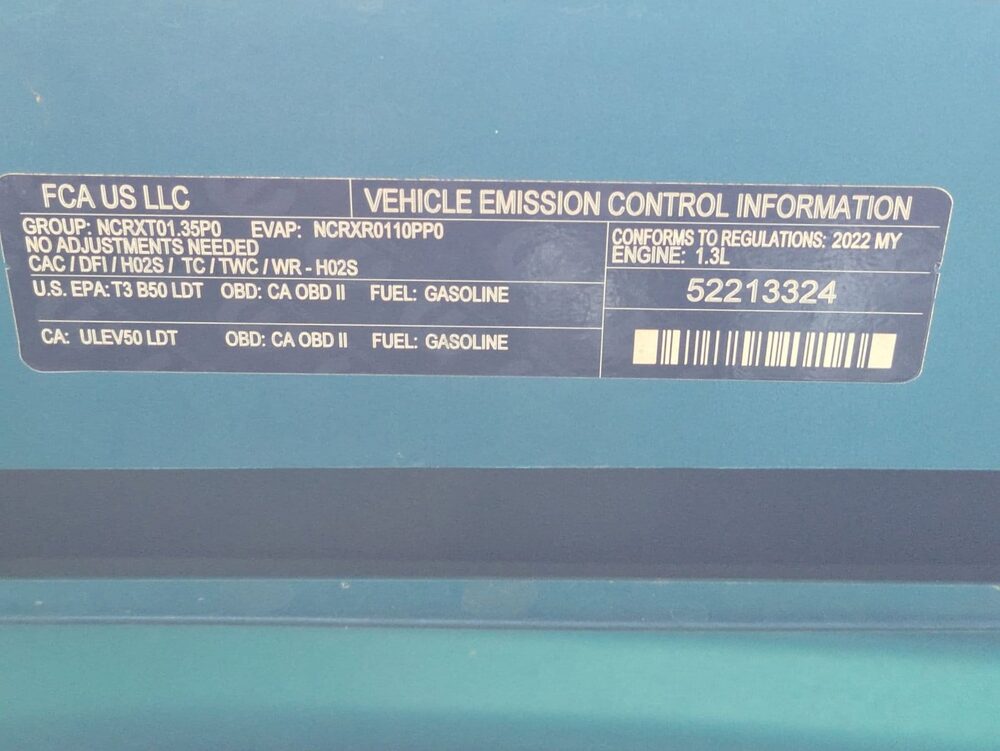 FCA US LLC
VEHICLE EMISSION CONTROL INFORMATION
GROUP: NCRXT01.35P0 EVAP: NCRXR0110PP0
NO ADJUSTMENTS NEEDED
CAC / DFI / H02S / TC / TWC / WR - H02S
U.S. EPA: T3 B50 LDT OBD: CA OBD II FUEL: GASOLINE
CA: ULEV50 LDT OBD: CA OBD II FUEL: GASOLINE
CONFORMS TO REGULATIONS: 2022 MY
ENGINE: 1.3L
52213324